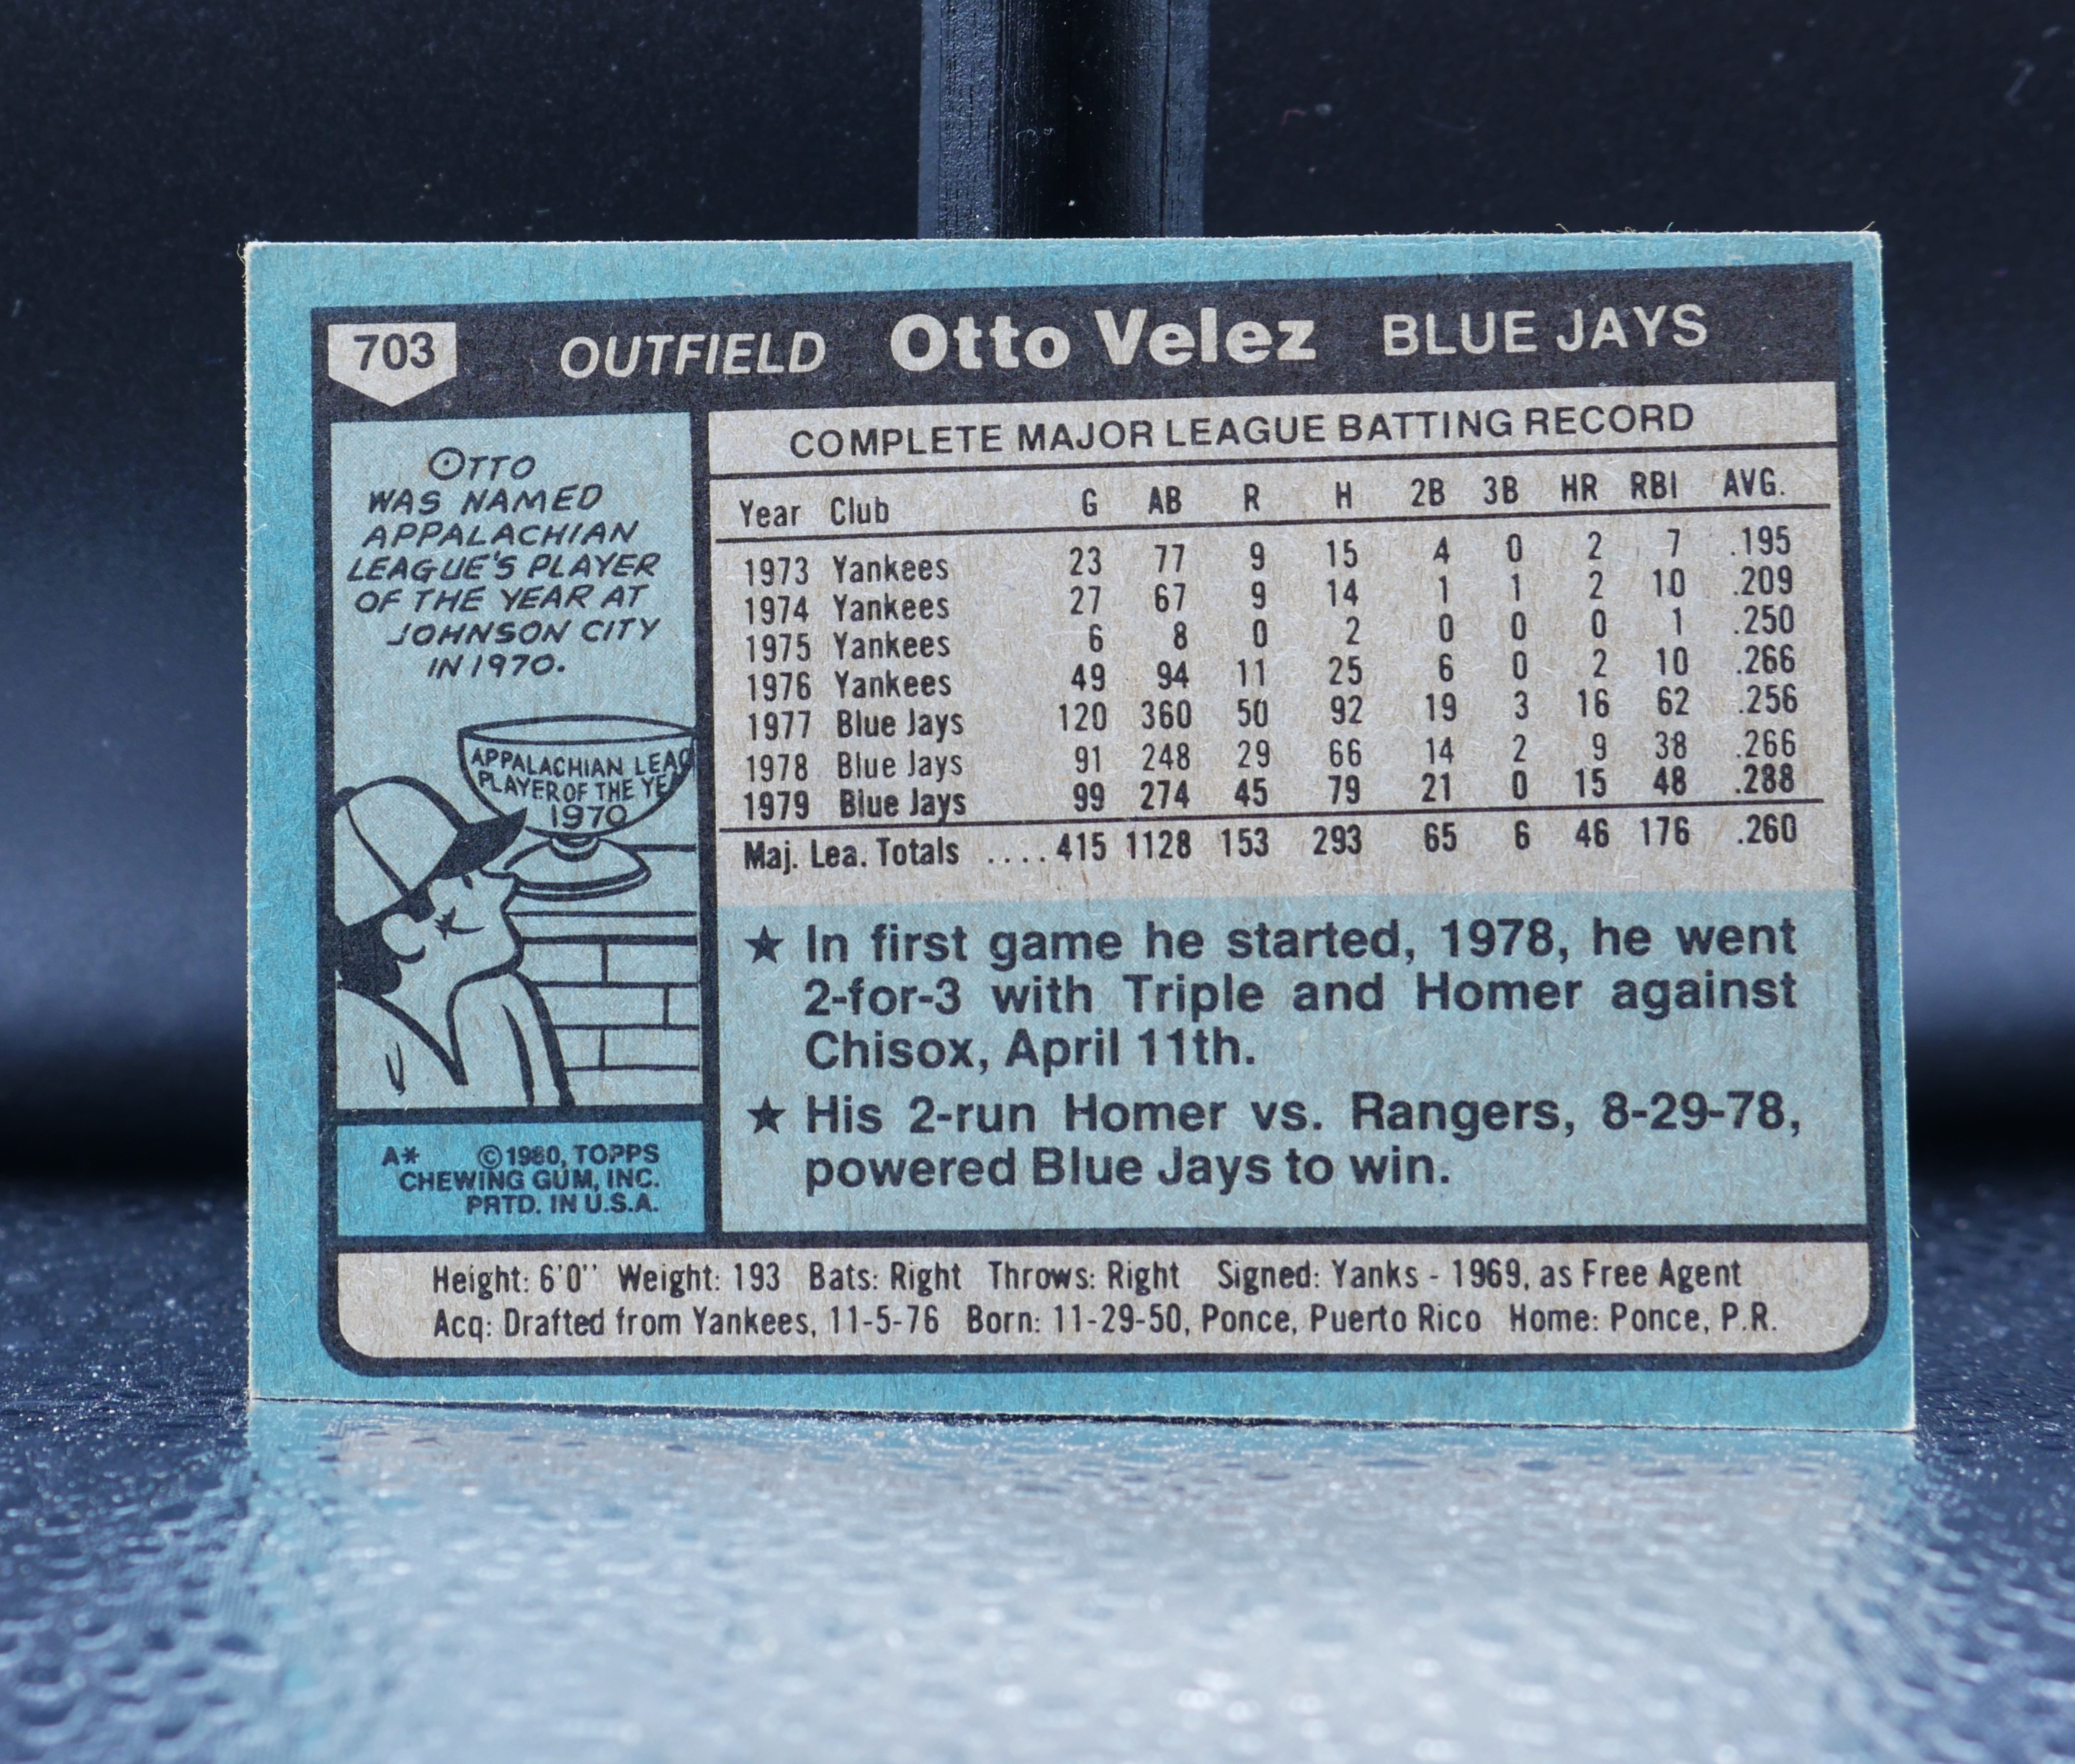 703 OUTFIELD Otto Velez BLUE JAYS
OTTO
WAS NAMED
APPALACHIAN
LEAGUE'S PLAYER
OF THE YEAR AT
JOHNSON CITY
IN 1970.
APPALACHIAN LEAG
PLAYER OF THE YE
1970
A* ©1980, TOPPS
CHEWING GUM, INC.
PRTD. IN U.S.A.
COMPLETE MAJOR LEAGUE BATTING RECORD
Year Club G AB R H 2B 3B HR RBI AVG.
1973 Yankees 23 77 9 15 4 0 2 7 .195
1974 Yankees 27 67 9 14 1 1 2 10 .209
1975 Yankees 6 8 0 2 0 0 0 1 .250
1976 Yankees 49 94 11 25 6 0 2 10 .266
1977 Blue Jays 120 360 50 92 19 3 16 62 .256
1978 Blue Jays 91 248 29 66 14 2 9 38 .266
1979 Blue Jays 99 274 45 79 21 0 15 48 .288
Maj. Lea. Totals .... 415 1128 153 293 65 6 46 176 .260
★ In first game he started, 1978, he went
2-for-3 with Triple and Homer against
Chisox, April 11th.
★ His 2-run Homer vs. Rangers, 8-29-78,
powered Blue Jays to win.
Height: 6'0" Weight: 193 Bats: Right Throws: Right Signed: Yanks - 1969, as Free Agent
Acq: Drafted from Yankees, 11-5-76 Born: 11-29-50, Ponce, Puerto Rico Home: Ponce, P.R.